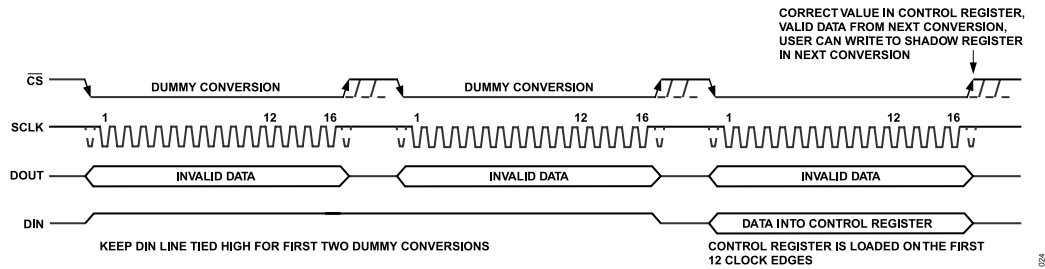 CORRECT VALUE IN CONTROL REGISTER,
VALID DATA FROM NEXT CONVERSION,
USER CAN WRITE TO SHADOW REGISTER
IN NEXT CONVERSION
CS DUMMY CONVERSION DUMMY CONVERSION
SCLK 1 12 16 1 12 16 1 12 16
DOUT INVALID DATA INVALID DATA INVALID DATA
DIN DATA INTO CONTROL REGISTER
KEEP DIN LINE TIED HIGH FOR FIRST TWO DUMMY CONVERSIONS
CONTROL REGISTER IS LOADED ON THE FIRST
12 CLOCK EDGES
024